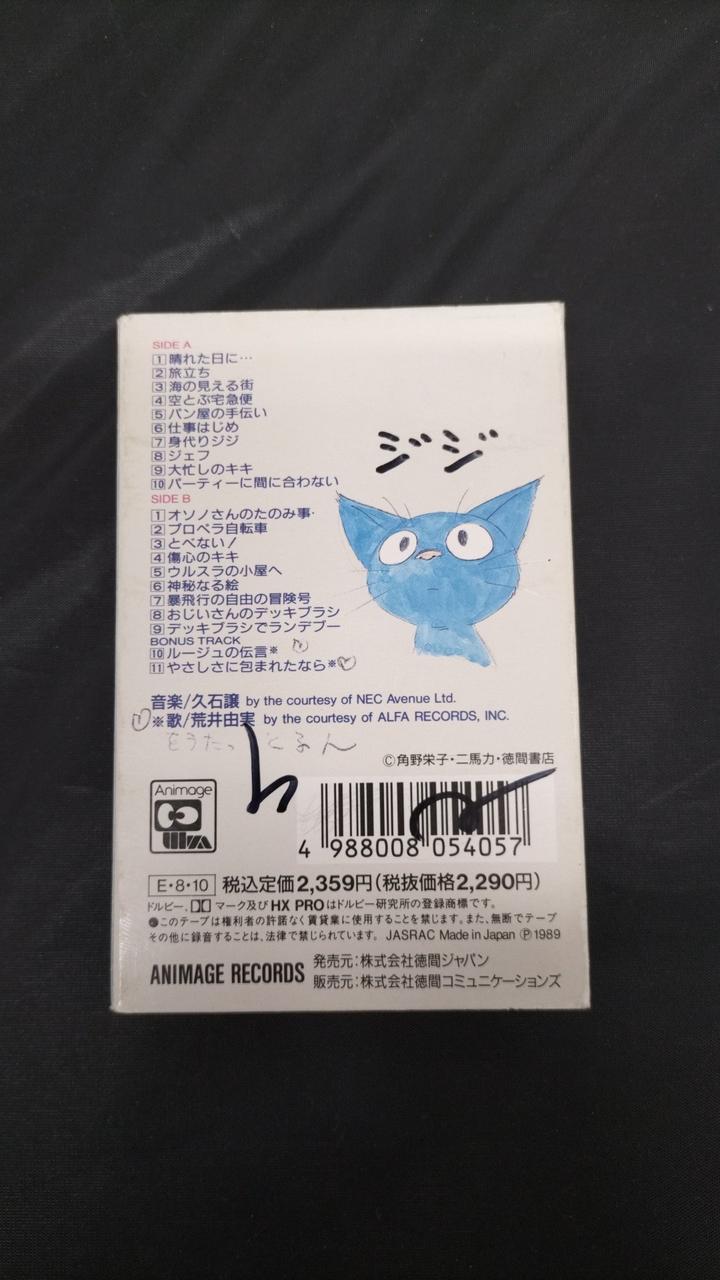 SIDE A
1 晴れた日に…
2 旅立ち
3 海の見える街
4 空とぶ宅急便
5 パン屋の手伝い
6 仕事はじめ
7 身代りジジ
8 ジェフ
9 大忙しのキキ
10 パーティーに間に合わない
SIDE B
1 オソノさんのたのみ事·
2 プロペラ自転車
3 とべない!
4 傷心のキキ
5 ウルスラの小屋へ
6 神秘なる絵
7 暴飛行の自由の冒険号
8 おじいさんのデッキブラシ
9 デッキブラシでランデブー
BONUS TRACK
10 ルージュの伝言※
11 やさしさに包まれたなら※
ジジ
音楽/久石譲 by the courtesy of NEC Avenue Ltd.
※歌/荒井由実 by the courtesy of ALFA RECORDS, INC.
©角野栄子・二馬力・徳間書店
Animage
4 988008 054057
E・8・10 税込定価2,359円(税抜価格2,290円)
ドルビー、マーク及びHX PROはドルビー研究所の登録商標です。
このテープは権利者の許諾なく賃貸業に使用することを禁じます。また、無断でテープ
その他に録音することは、法律で禁じられています。 JASRAC Made in Japan Ⓟ1989
ANIMAGE RECORDS
発売元:株式会社徳間ジャパン
販売元:株式会社徳間コミュニケーションズ